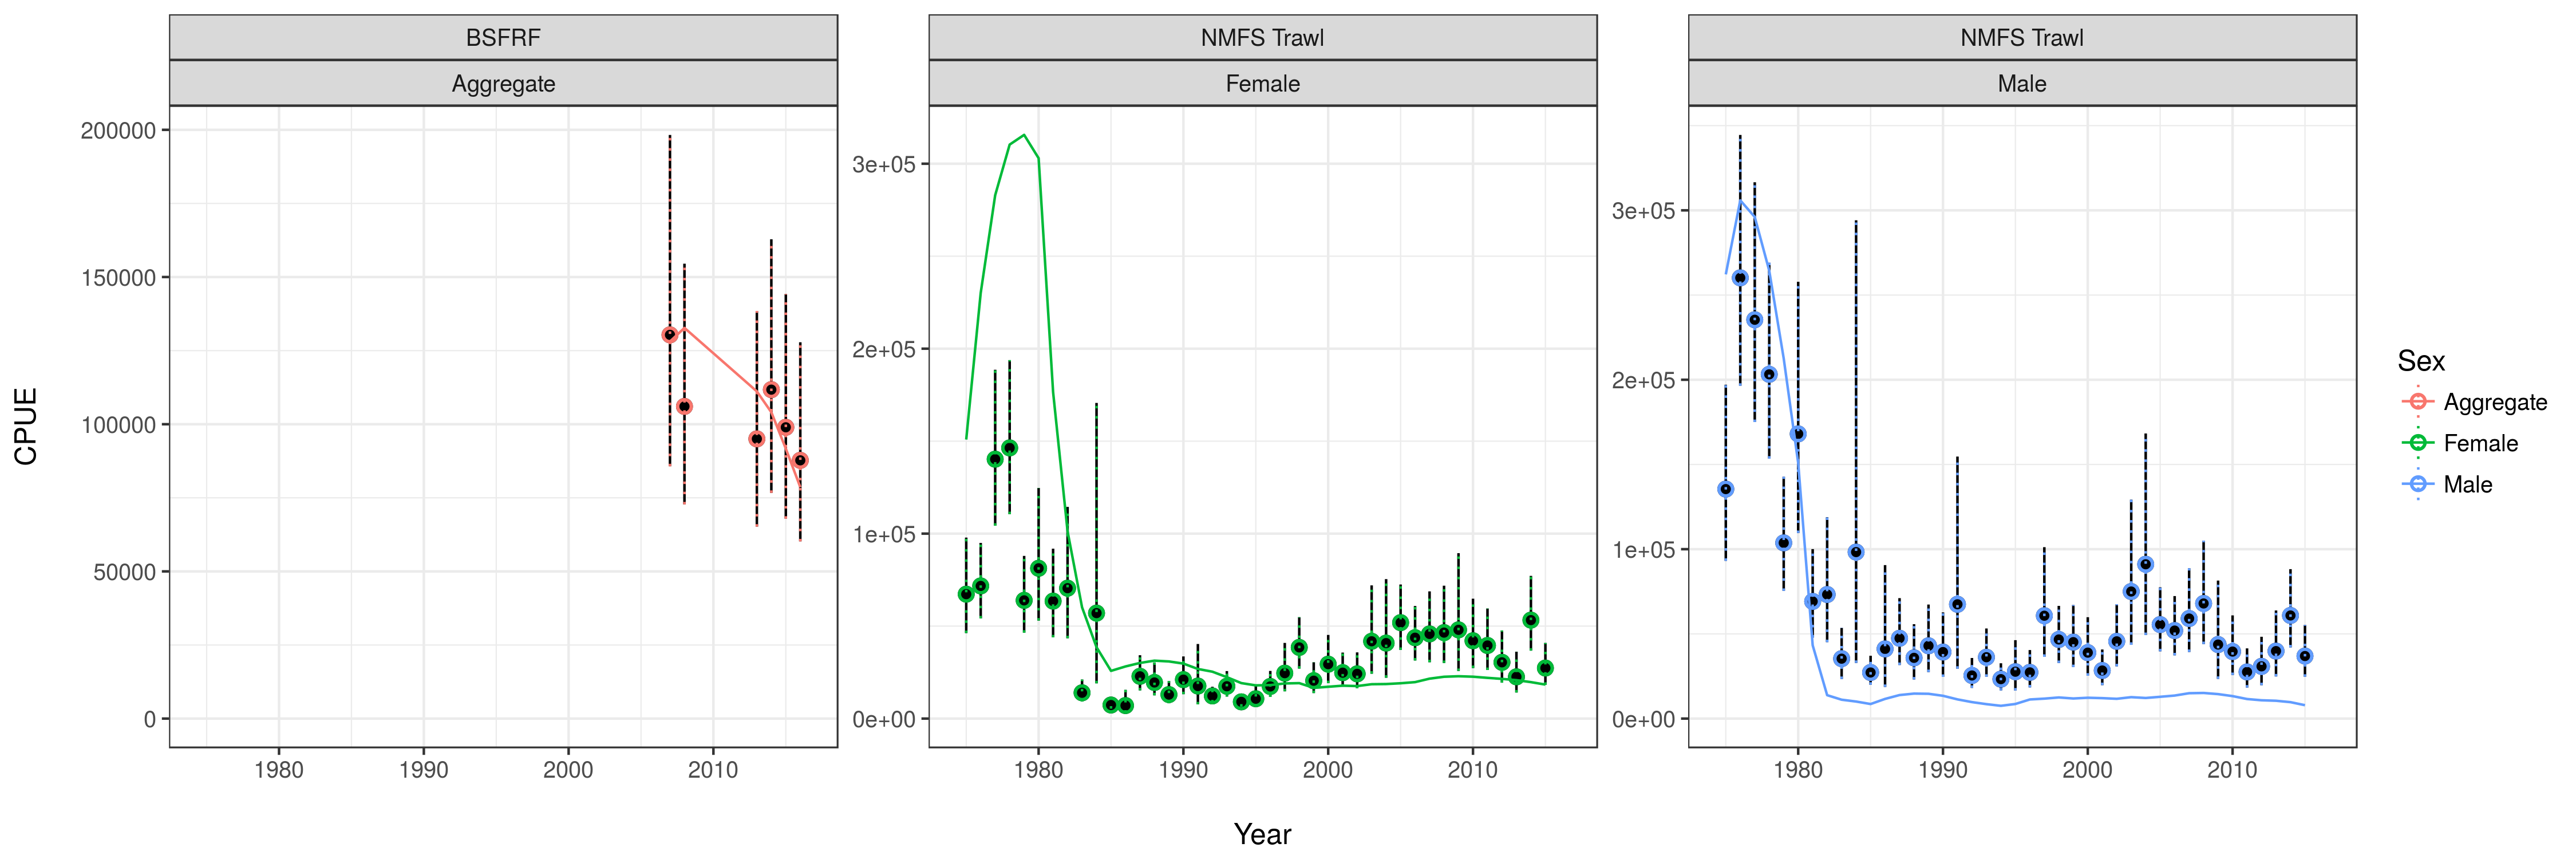 BSFRF
Aggregate
NMFS Trawl
Female
NMFS Trawl
Male
CPUE
200000
150000
100000
50000
0
1980
1990
2000
2010
3e+05
2e+05
1e+05
0e+00
1980
1990
2000
2010
3e+05
2e+05
1e+05
0e+00
1980
1990
2000
2010
Year
Sex
Aggregate
Female
Male